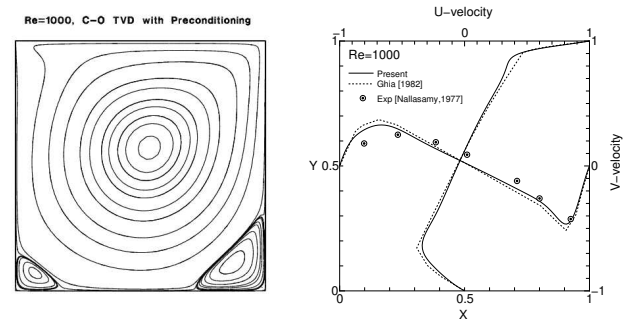 Re=1000, C-O TVD with Preconditioning
U-velocity
-1 0 1
1 1
Re=1000
Present
Ghia [1982]
Exp [Nallasamy,1977]
Y 0.5 0 V-velocity
0 -1
0 0.5 1
X